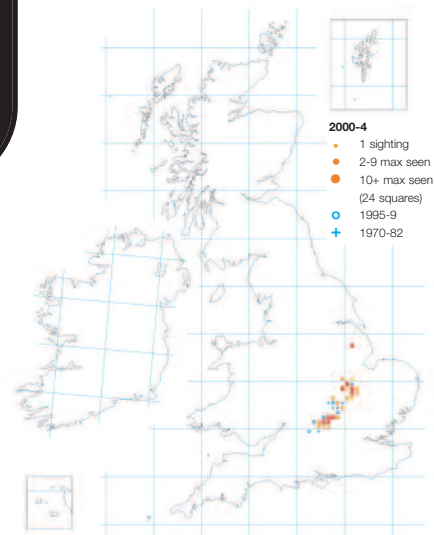 2000-4
1 sighting
2-9 max seen
10+ max seen
(24 squares)
1995-9
1970-82